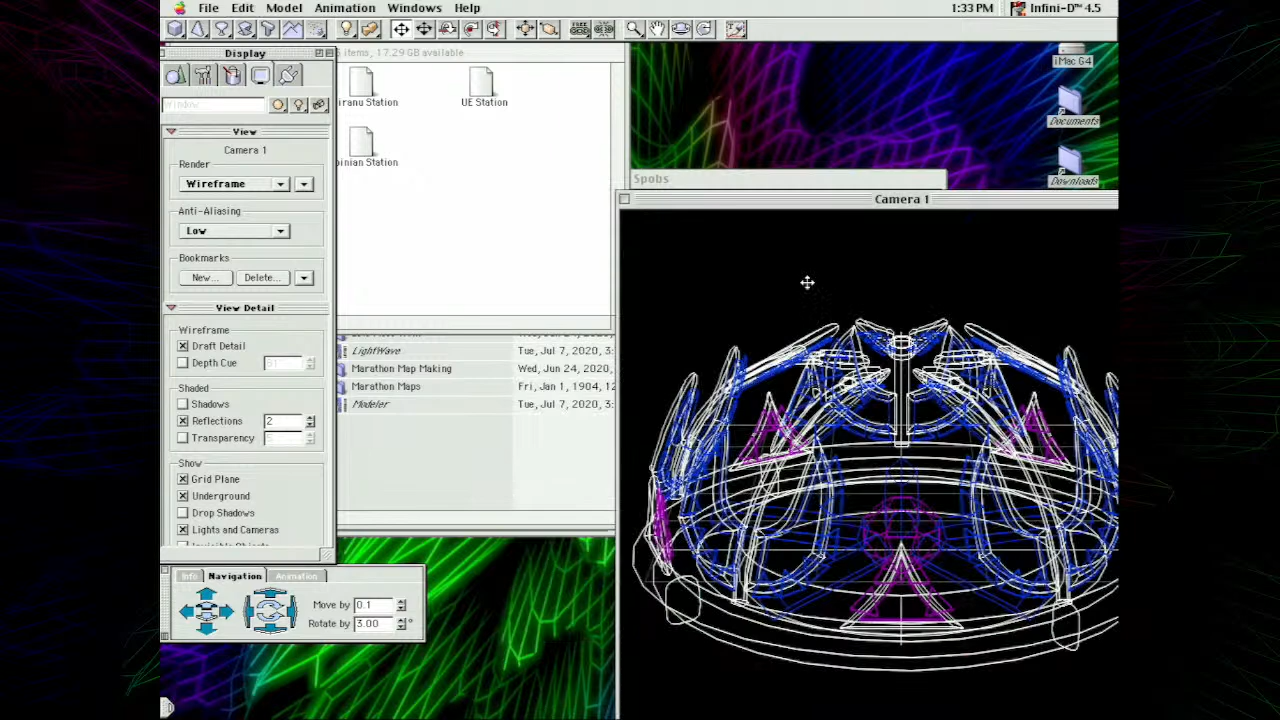 File Edit Model Animation Windows Help
1:33 PM Infini-D™ 4.5
Display
items, 17.29 GB available
iMac G4
iranu Station
UE Station
Documents
inian Station
Spobs
Downloads
Window
View
Camera 1
Camera 1
Render
Wireframe
Anti-Aliasing
Low
Bookmarks
New...
Delete...
View Detail
Wireframe
Draft Detail
Depth Cue
Shaded
Shadows
Reflections 2
Transparency
Show
Grid Plane
Underground
Drop Shadows
Lights and Cameras
LightWave Tue, Jul 7, 2020, 3:
Marathon Map Making Wed, Jun 24, 2020,
Marathon Maps Fri, Jan 1, 1904, 12
Modeler Tue, Jul 7, 2020, 3:
Info Navigation Animation
Move by 0.1
Rotate by 3.00 °